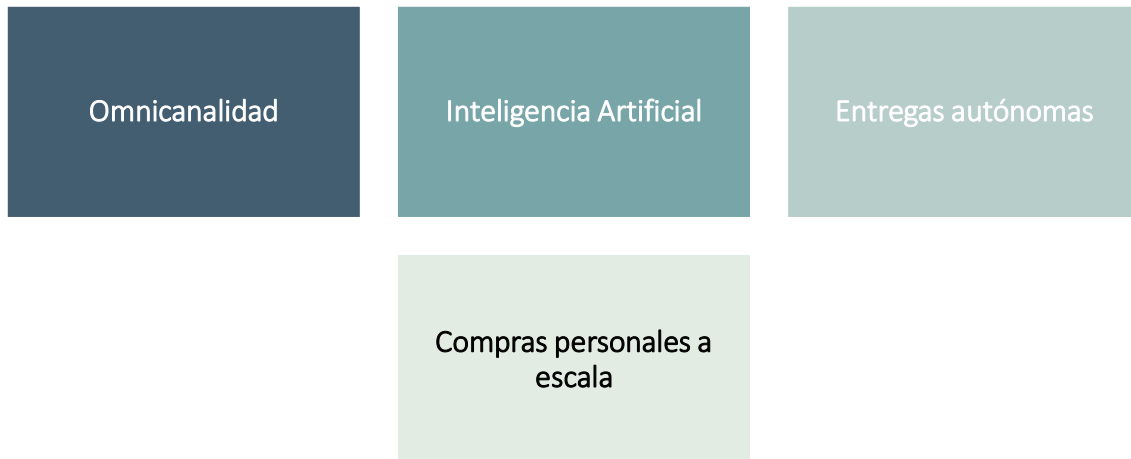 Omnicanalidad
Inteligencia Artificial
Entregas autónomas
Compras personales a
escala